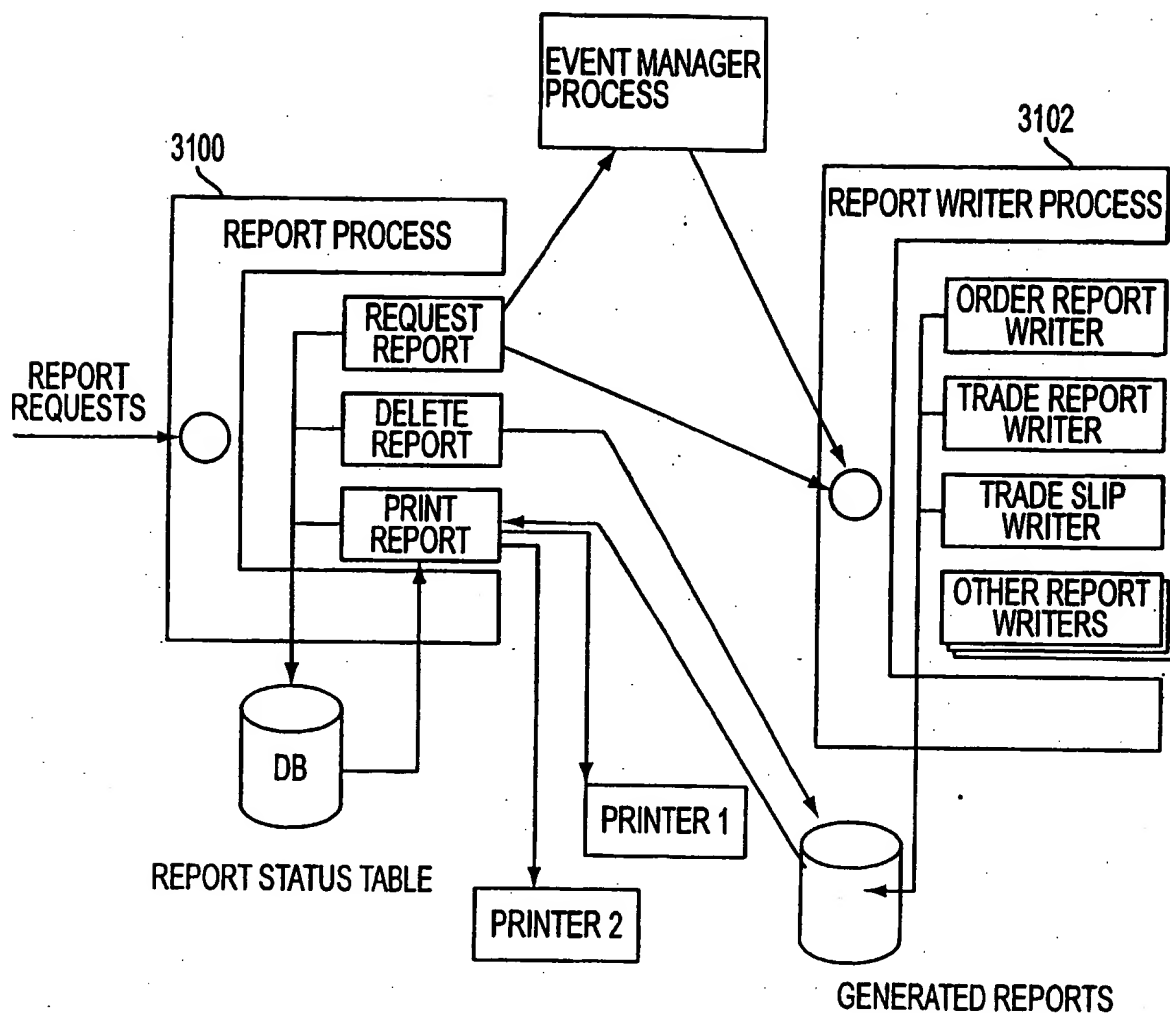 EVENT MANAGER
PROCESS
3100
3102
REPORT PROCESS
REPORT WRITER PROCESS
REQUEST
REPORT
ORDER REPORT
WRITER
REPORT
REQUESTS
DELETE
REPORT
TRADE REPORT
WRITER
PRINT
REPORT
TRADE SLIP
WRITER
OTHER REPORT
WRITERS
DB
PRINTER 1
REPORT STATUS TABLE
PRINTER 2
GENERATED REPORTS